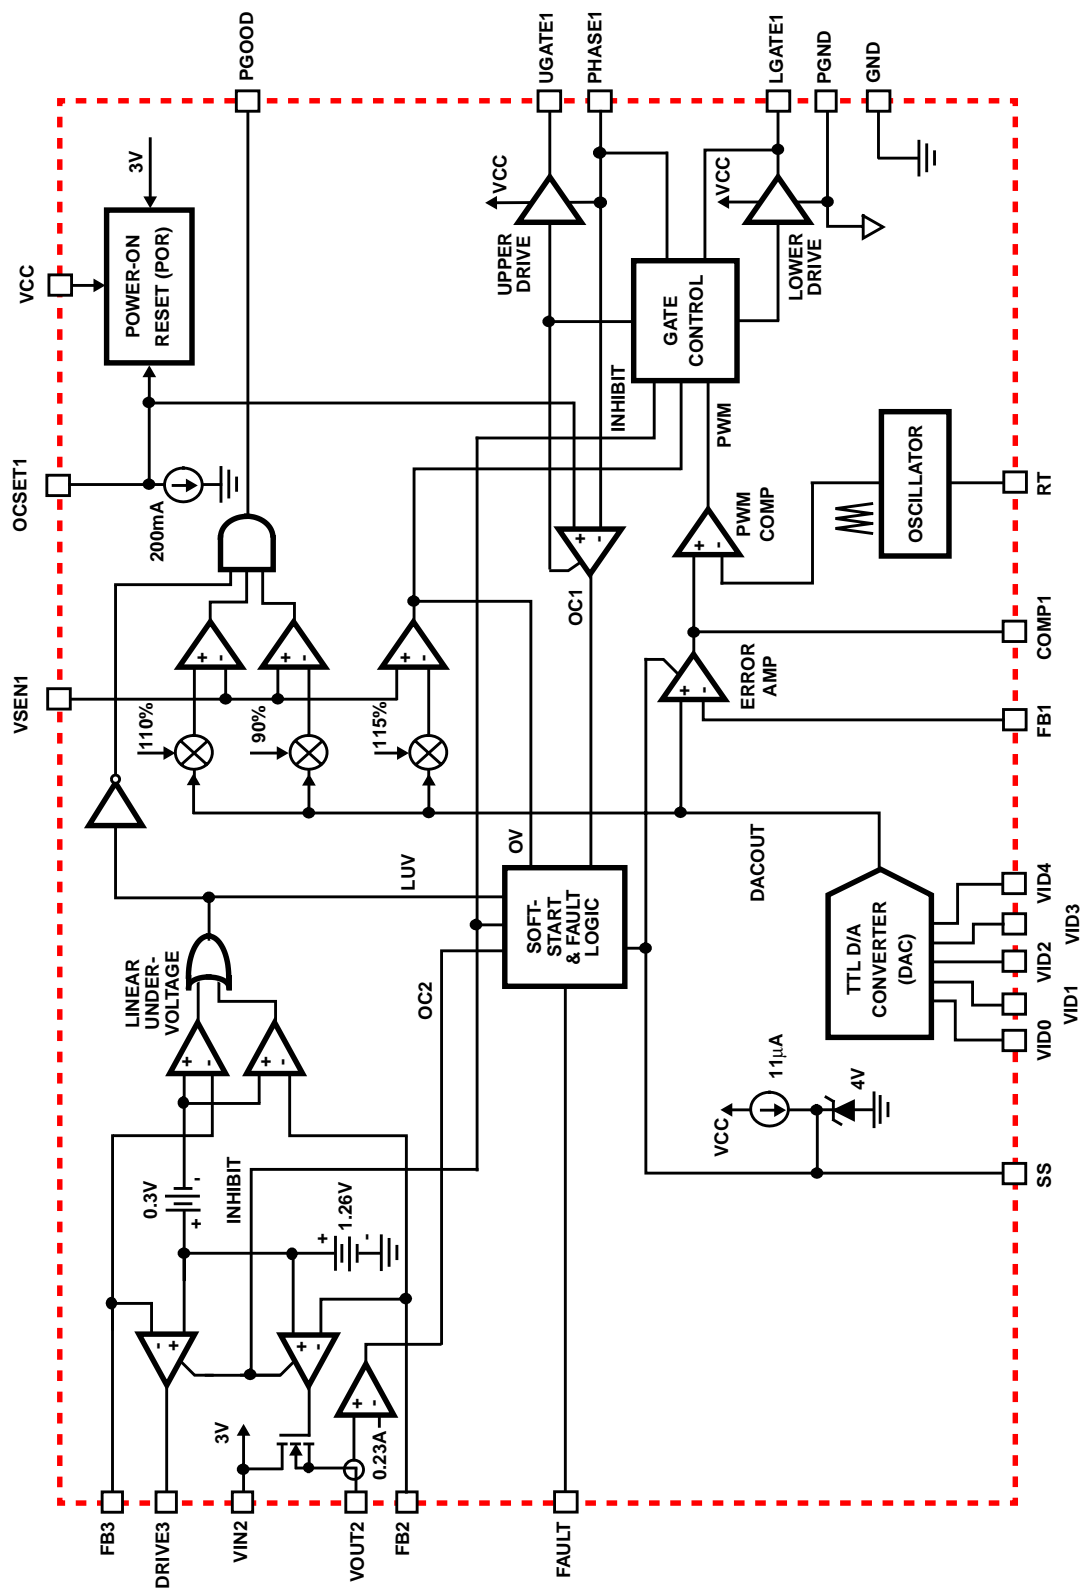 VCC
OCSET1
VSEN1
3V
POWER-ON
RESET (POR)
200mA
110%
90%
115%
+
-
+
-
+
-
PGOOD
UGATE1
PHASE1
LGATE1
PGND
GND
VCC
VCC
UPPER
DRIVE
LOWER
DRIVE
GATE
CONTROL
INHIBIT
PWM
PWM
COMP
+
-
+
-
OC1
OSCILLATOR
RT
COMP1
FB1
ERROR
AMP
+
-
LINEAR
UNDER-
VOLTAGE
+
-
+
-
LUV
OV
OC2
SOFT-
START
& FAULT
LOGIC
DACOUT
TTL D/A
CONVERTER
(DAC)
VID4
VID3
VID2
VID1
VID0
11µA
VCC
4V
SS
0.3V
-
+
INHIBIT
+
-
1.26V
-
+
+
-
3V
+
-
0.23A
FB3
DRIVE3
VIN2
VOUT2
FB2
FAULT